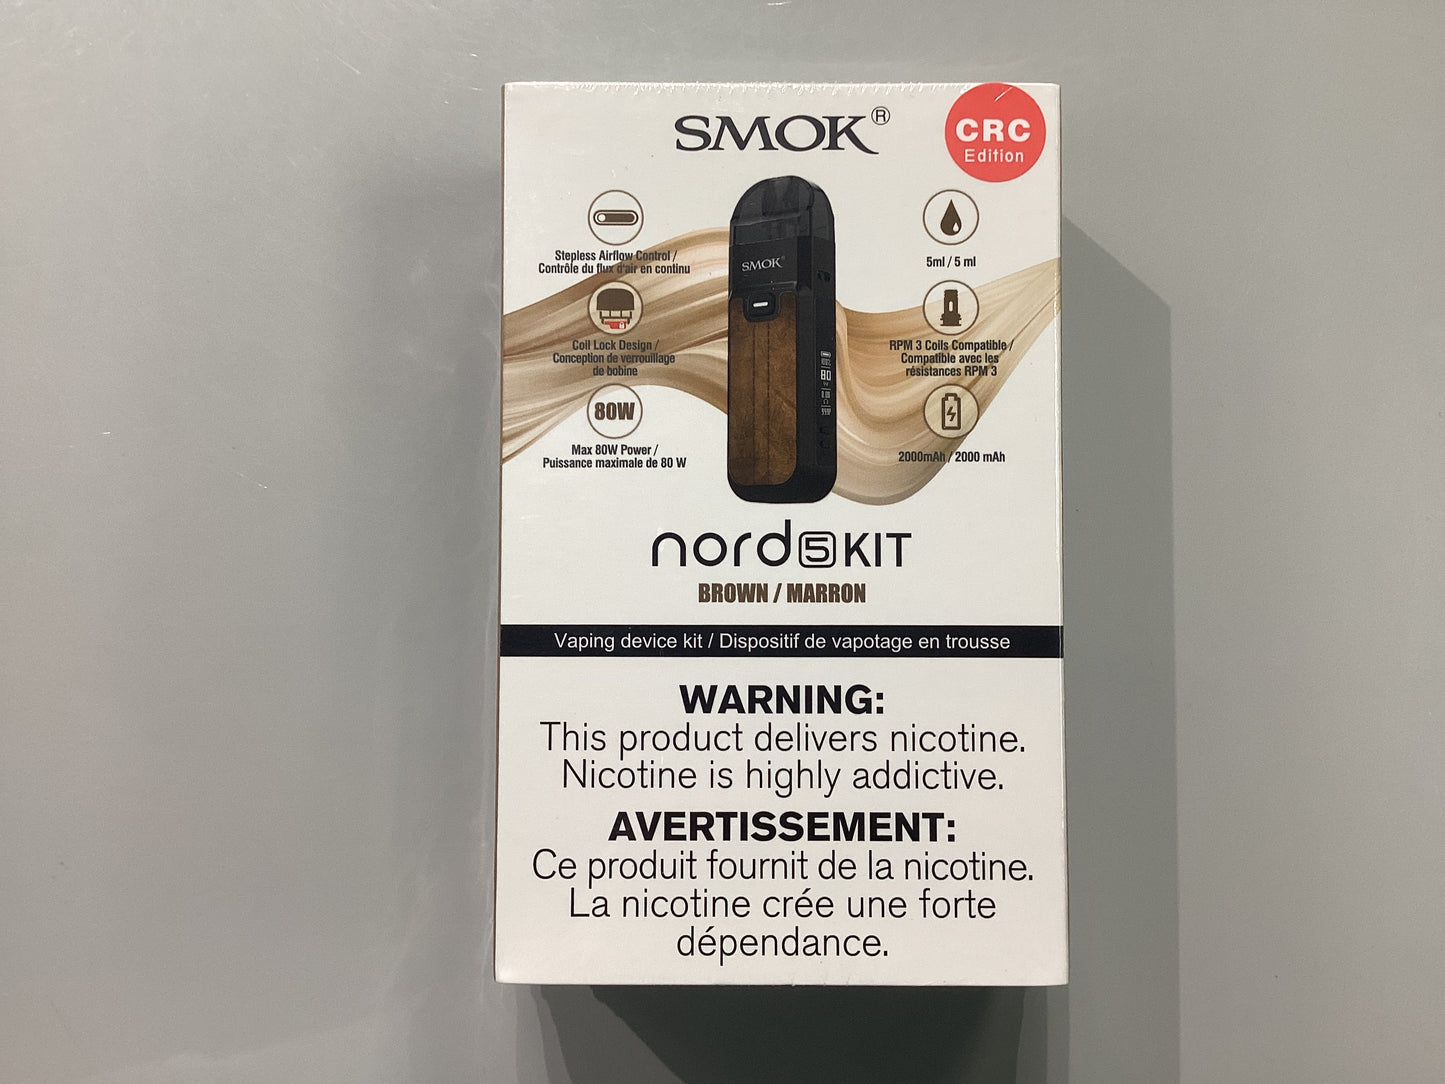 SMOK®
CRC
Edition
Stepless Airflow Control /
Contrôle du flux d'air en continu
Coil Lock Design /
Conception de verrouillage
de bobine
80W
Max 80W Power /
Puissance maximale de 80 W
SMOK
80
5ml / 5 ml
RPM 3 Coils Compatible /
Compatible avec les
résistances RPM 3
2000mAh / 2000 mAh
nord 5 KIT
BROWN / MARRON
Vaping device kit / Dispositif de vapotage en trousse
WARNING:
This product delivers nicotine.
Nicotine is highly addictive.
AVERTISSEMENT:
Ce produit fournit de la nicotine.
La nicotine crée une forte
dépendance.